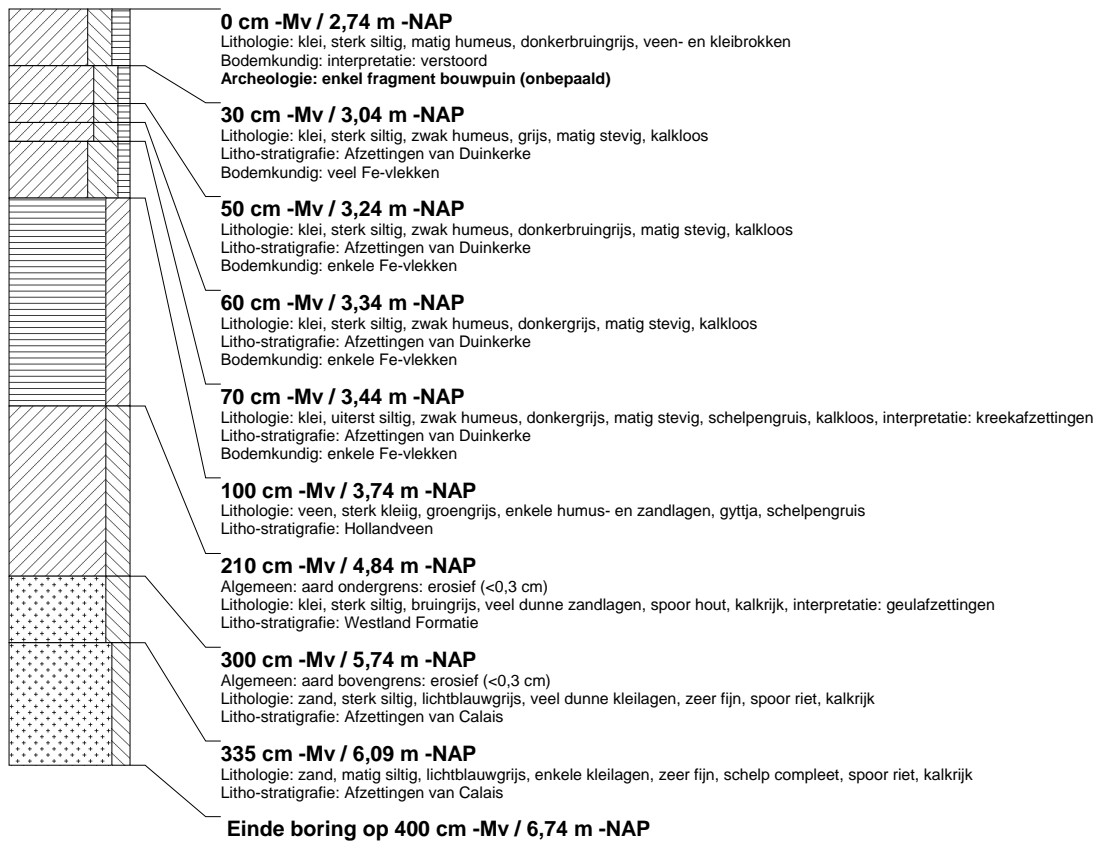 0 cm -Mv / 2,74 m -NAP
Lithologie: klei, sterk siltig, matig humeus, donkerbruingrijs, veen- en kleibrokken
Bodemkundig: interpretatie: verstoord
Archeologie: enkel fragment bouwpuin (onbepaald)
30 cm -Mv / 3,04 m -NAP
Lithologie: klei, sterk siltig, zwak humeus, grijs, matig stevig, kalkloos
Litho-stratigrafie: Afzettingen van Duinkerke
Bodemkundig: veel Fe-vlekken
50 cm -Mv / 3,24 m -NAP
Lithologie: klei, sterk siltig, zwak humeus, donkerbruingrijs, matig stevig, kalkloos
Litho-stratigrafie: Afzettingen van Duinkerke
Bodemkundig: enkele Fe-vlekken
60 cm -Mv / 3,34 m -NAP
Lithologie: klei, sterk siltig, zwak humeus, donkergrijs, matig stevig, kalkloos
Litho-stratigrafie: Afzettingen van Duinkerke
Bodemkundig: enkele Fe-vlekken
70 cm -Mv / 3,44 m -NAP
Lithologie: klei, uiterst siltig, zwak humeus, donkergrijs, matig stevig, schelpengruis, kalkloos, interpretatie: kreekafzettingen
Litho-stratigrafie: Afzettingen van Duinkerke
Bodemkundig: enkele Fe-vlekken
100 cm -Mv / 3,74 m -NAP
Lithologie: veen, sterk kleiig, groengrijs, enkele humus- en zandlagen, gyttja, schelpengruis
Litho-stratigrafie: Hollandveen
210 cm -Mv / 4,84 m -NAP
Algemeen: aard ondergrens: erosief (<0,3 cm)
Lithologie: klei, sterk siltig, bruingrijs, veel dunne zandlagen, spoor hout, kalkrijk, interpretatie: geulafzettingen
Litho-stratigrafie: Westland Formatie
300 cm -Mv / 5,74 m -NAP
Algemeen: aard bovengrens: erosief (<0,3 cm)
Lithologie: zand, sterk siltig, lichtblauwgrijs, veel dunne kleilagen, zeer fijn, spoor riet, kalkrijk
Litho-stratigrafie: Afzettingen van Calais
335 cm -Mv / 6,09 m -NAP
Lithologie: zand, matig siltig, lichtblauwgrijs, enkele kleilagen, zeer fijn, schelp compleet, spoor riet, kalkrijk
Litho-stratigrafie: Afzettingen van Calais
Einde boring op 400 cm -Mv / 6,74 m -NAP